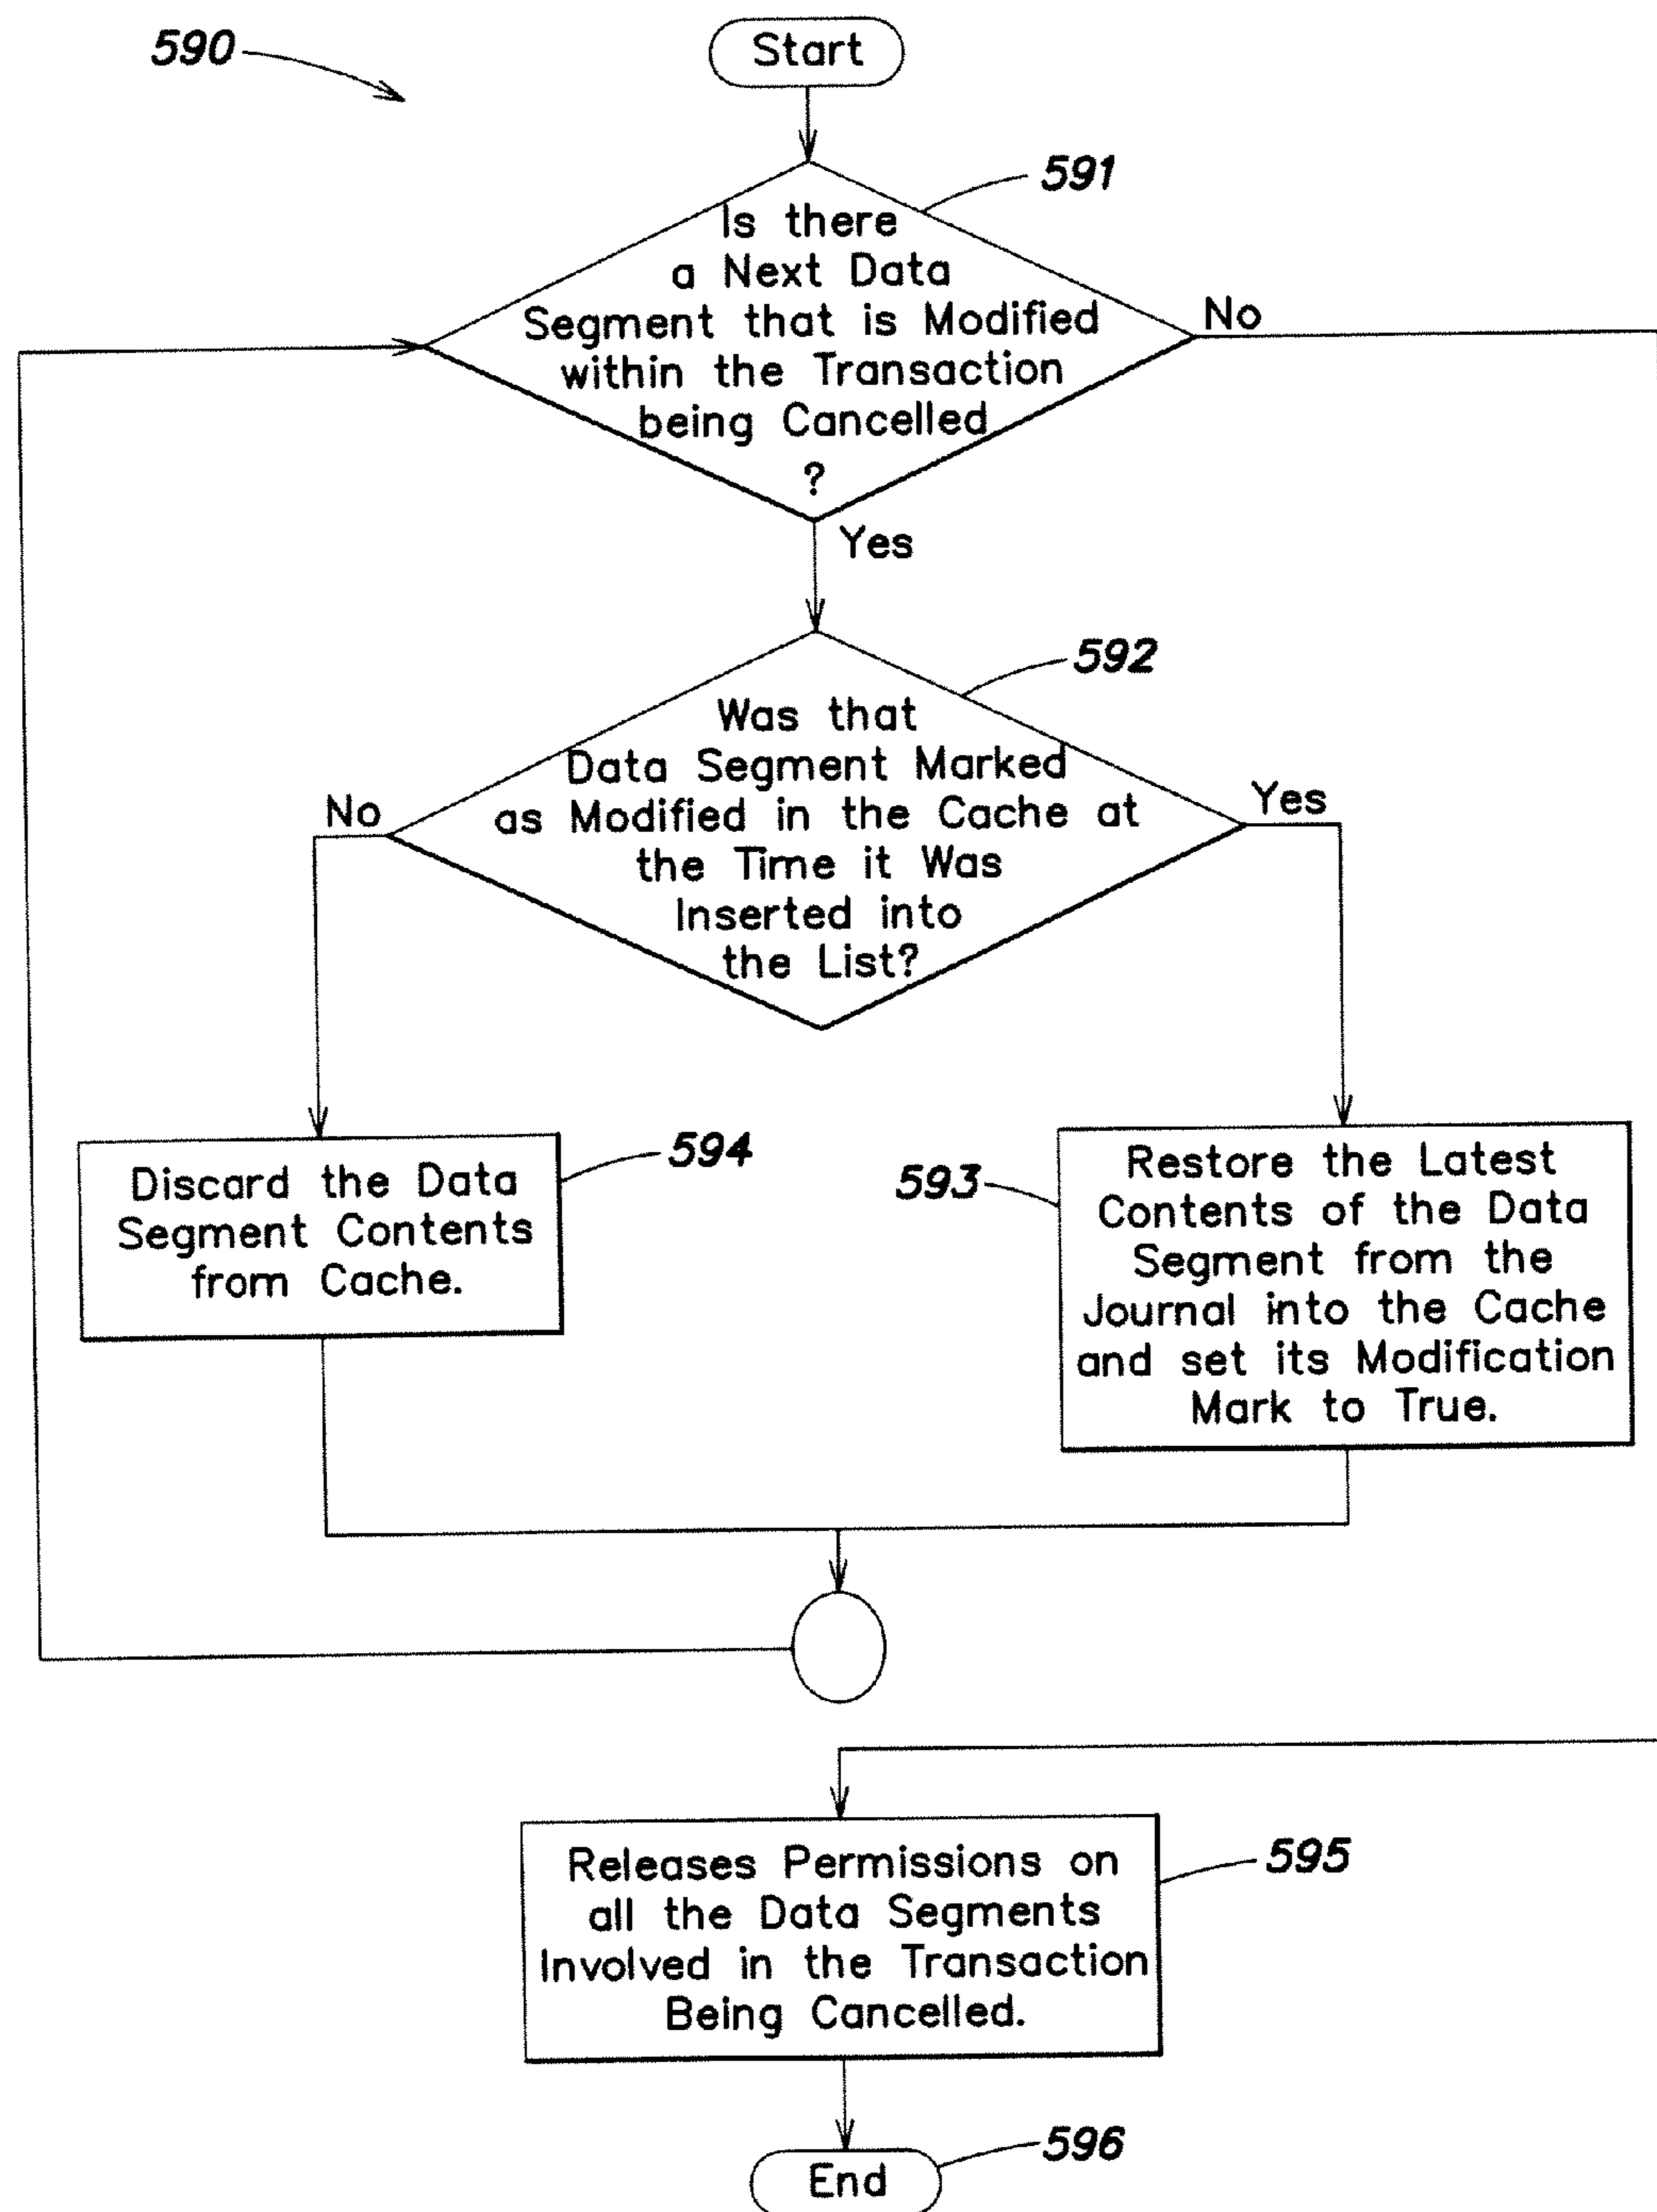 590
Start
591
Is there
a Next Data
Segment that is Modified
within the Transaction
being Cancelled
?
No
Yes
592
Was that
Data Segment Marked
as Modified in the Cache at
the Time it Was
Inserted into
the List?
No
Yes
594
Discard the Data
Segment Contents
from Cache.
593
Restore the Latest
Contents of the Data
Segment from the
Journal into the Cache
and set its Modification
Mark to True.
595
Releases Permissions on
all the Data Segments
Involved in the Transaction
Being Cancelled.
596
End